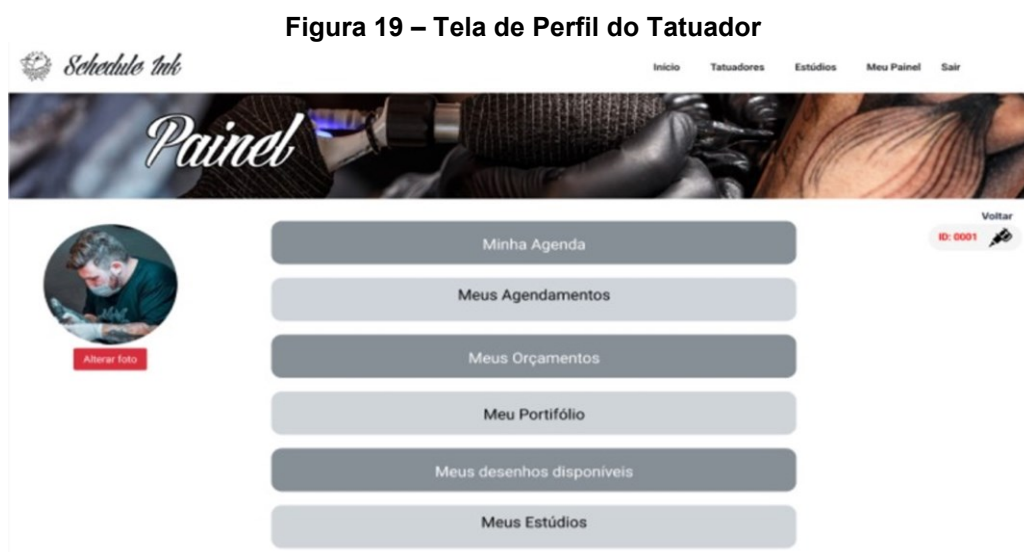 Figura 19 – Tela de Perfil do Tatuador
Schedule Ink
Início Tatuadores Estúdios Meu Painel Sair
Painel
Voltar
ID: 0001
Minha Agenda
Meus Agendamentos
Meus Orçamentos
Alterar foto
Meu Portifólio
Meus desenhos disponíveis
Meus Estúdios